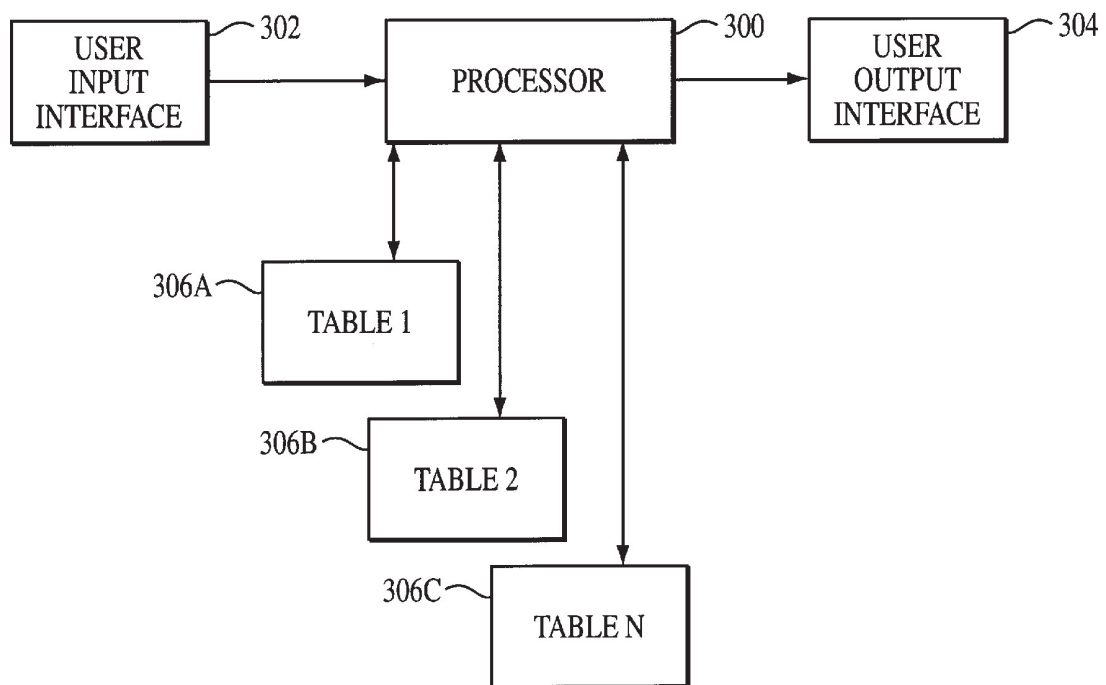 302
USER
INPUT
INTERFACE
300
PROCESSOR
304
USER
OUTPUT
INTERFACE
306A
TABLE 1
306B
TABLE 2
306C
TABLE N